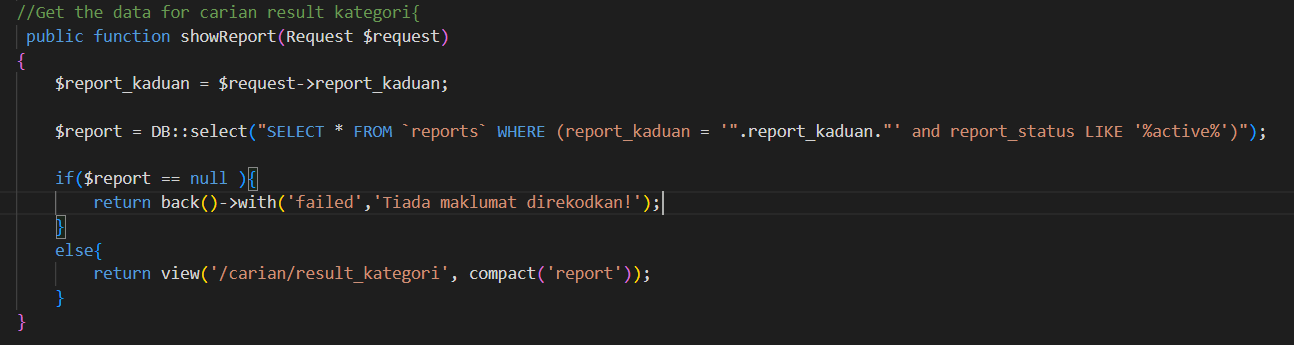 //Get the data for carian result kategori{
public function showReport(Request $request)
{
$report_kaduan = $request->report_kaduan;
$report = DB::select("SELECT * FROM `reports` WHERE (report_kaduan = '".report_kaduan."' and report_status LIKE '%active%')");
if($report == null ){
return back()->with('failed','Tiada maklumat direkodkan!');
}
else{
return view('/carian/result_kategori', compact('report'));
}
}